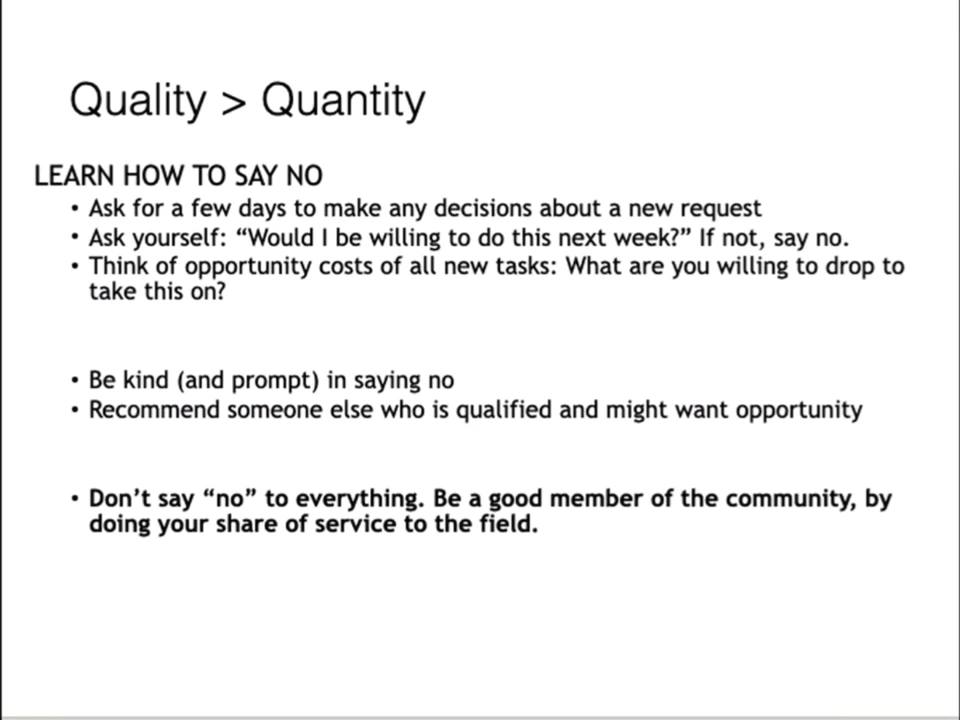 Quality > Quantity
LEARN HOW TO SAY NO
• Ask for a few days to make any decisions about a new request
• Ask yourself: “Would I be willing to do this next week?” If not, say no.
• Think of opportunity costs of all new tasks: What are you willing to drop to
take this on?
• Be kind (and prompt) in saying no
• Recommend someone else who is qualified and might want opportunity
• Don’t say “no” to everything. Be a good member of the community, by
doing your share of service to the field.